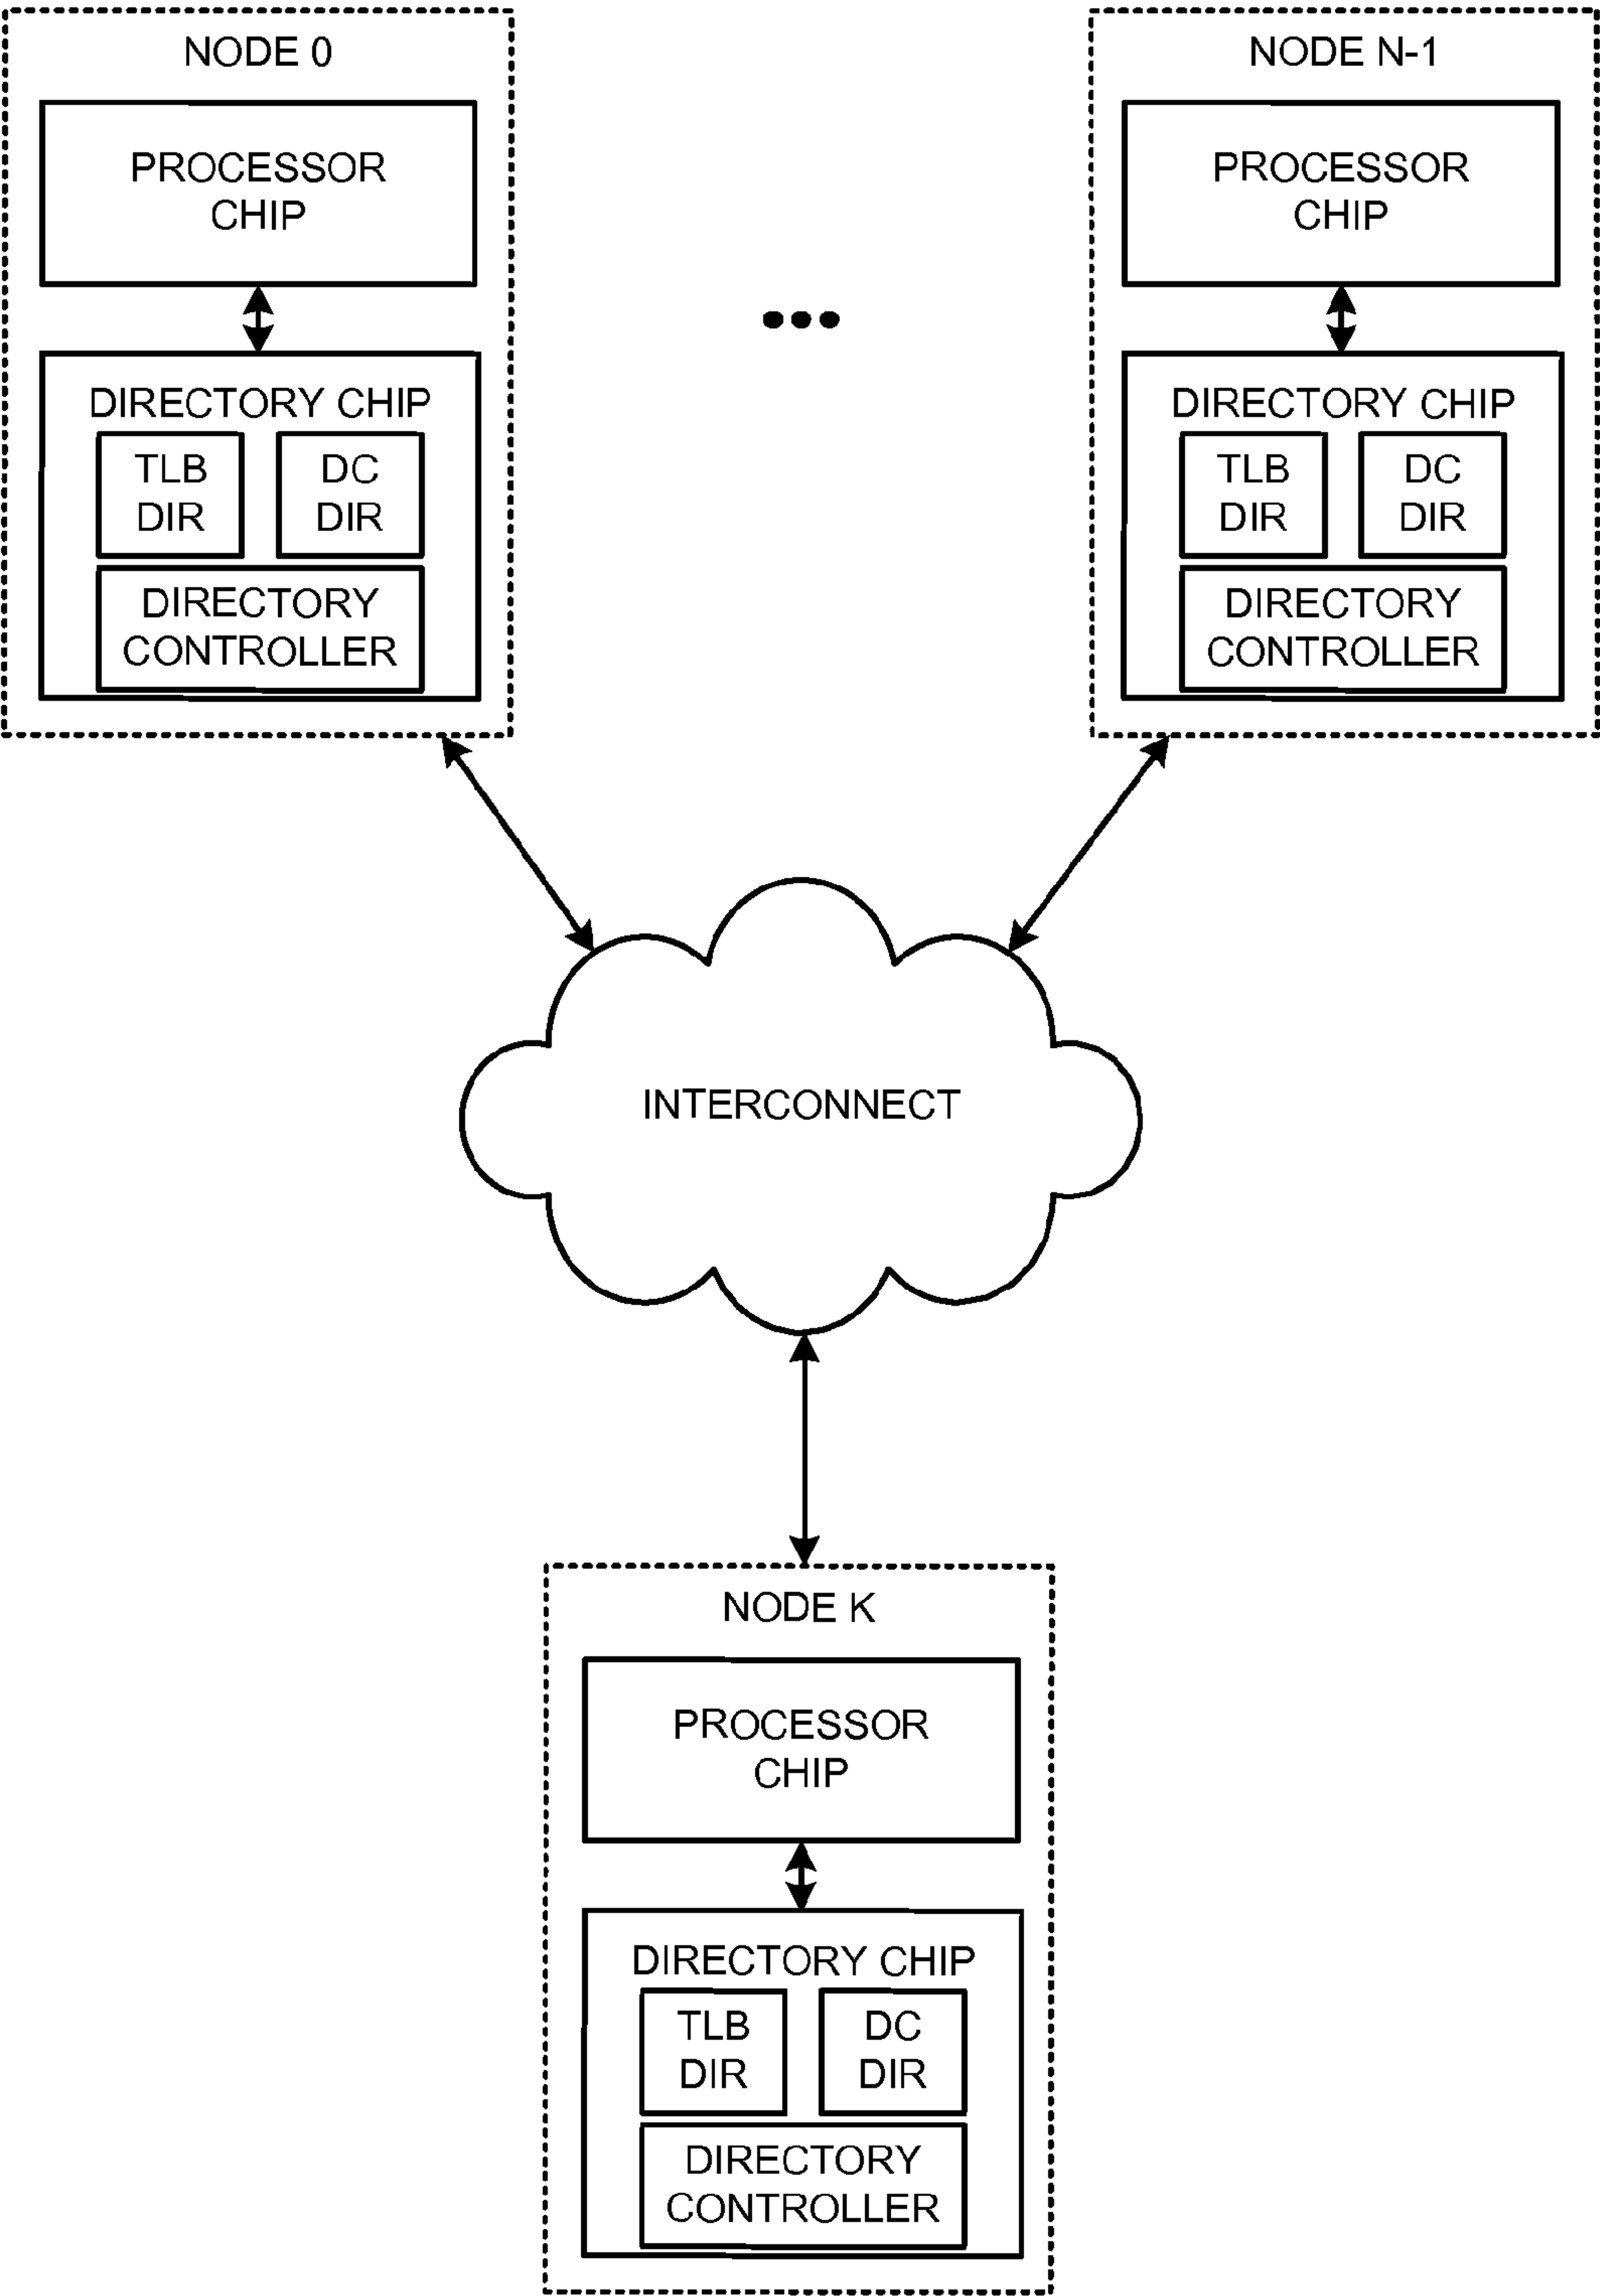 NODE 0
PROCESSOR
CHIP
DIRECTORY CHIP
TLB
DIR
DC
DIR
DIRECTORY
CONTROLLER
NODE N-1
PROCESSOR
CHIP
DIRECTORY CHIP
TLB
DIR
DC
DIR
DIRECTORY
CONTROLLER
INTERCONNECT
NODE K
PROCESSOR
CHIP
DIRECTORY CHIP
TLB
DIR
DC
DIR
DIRECTORY
CONTROLLER